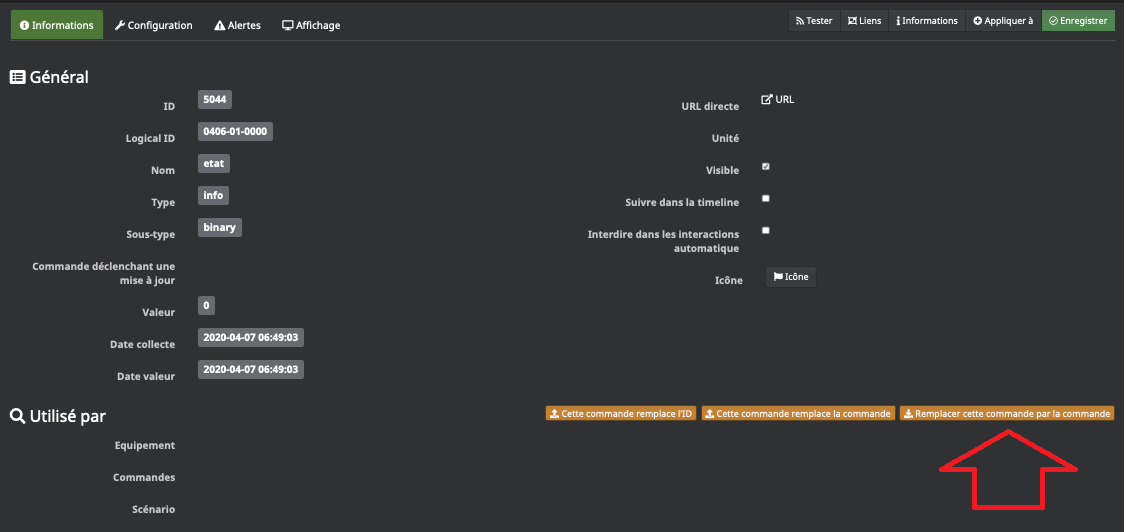 Informations Configuration Alertes Affichage Tester Liens Informations Appliquer à Enregistrer
Général
ID 5044 URL directe URL
Logical ID 0406-01-0000 Unité
Nom etat Visible
Type info Suivre dans la timeline
Sous-type binary Interdire dans les interactions
automatique
Commande déclenchant une
mise à jour Icône Icône
Valeur 0
Date collecte 2020-04-07 06:49:03
Date valeur 2020-04-07 06:49:03
Utilisé par Cette commande remplace l'ID Cette commande remplace la commande Remplacer cette commande par la commande
Equipement
Commandes
Scénario